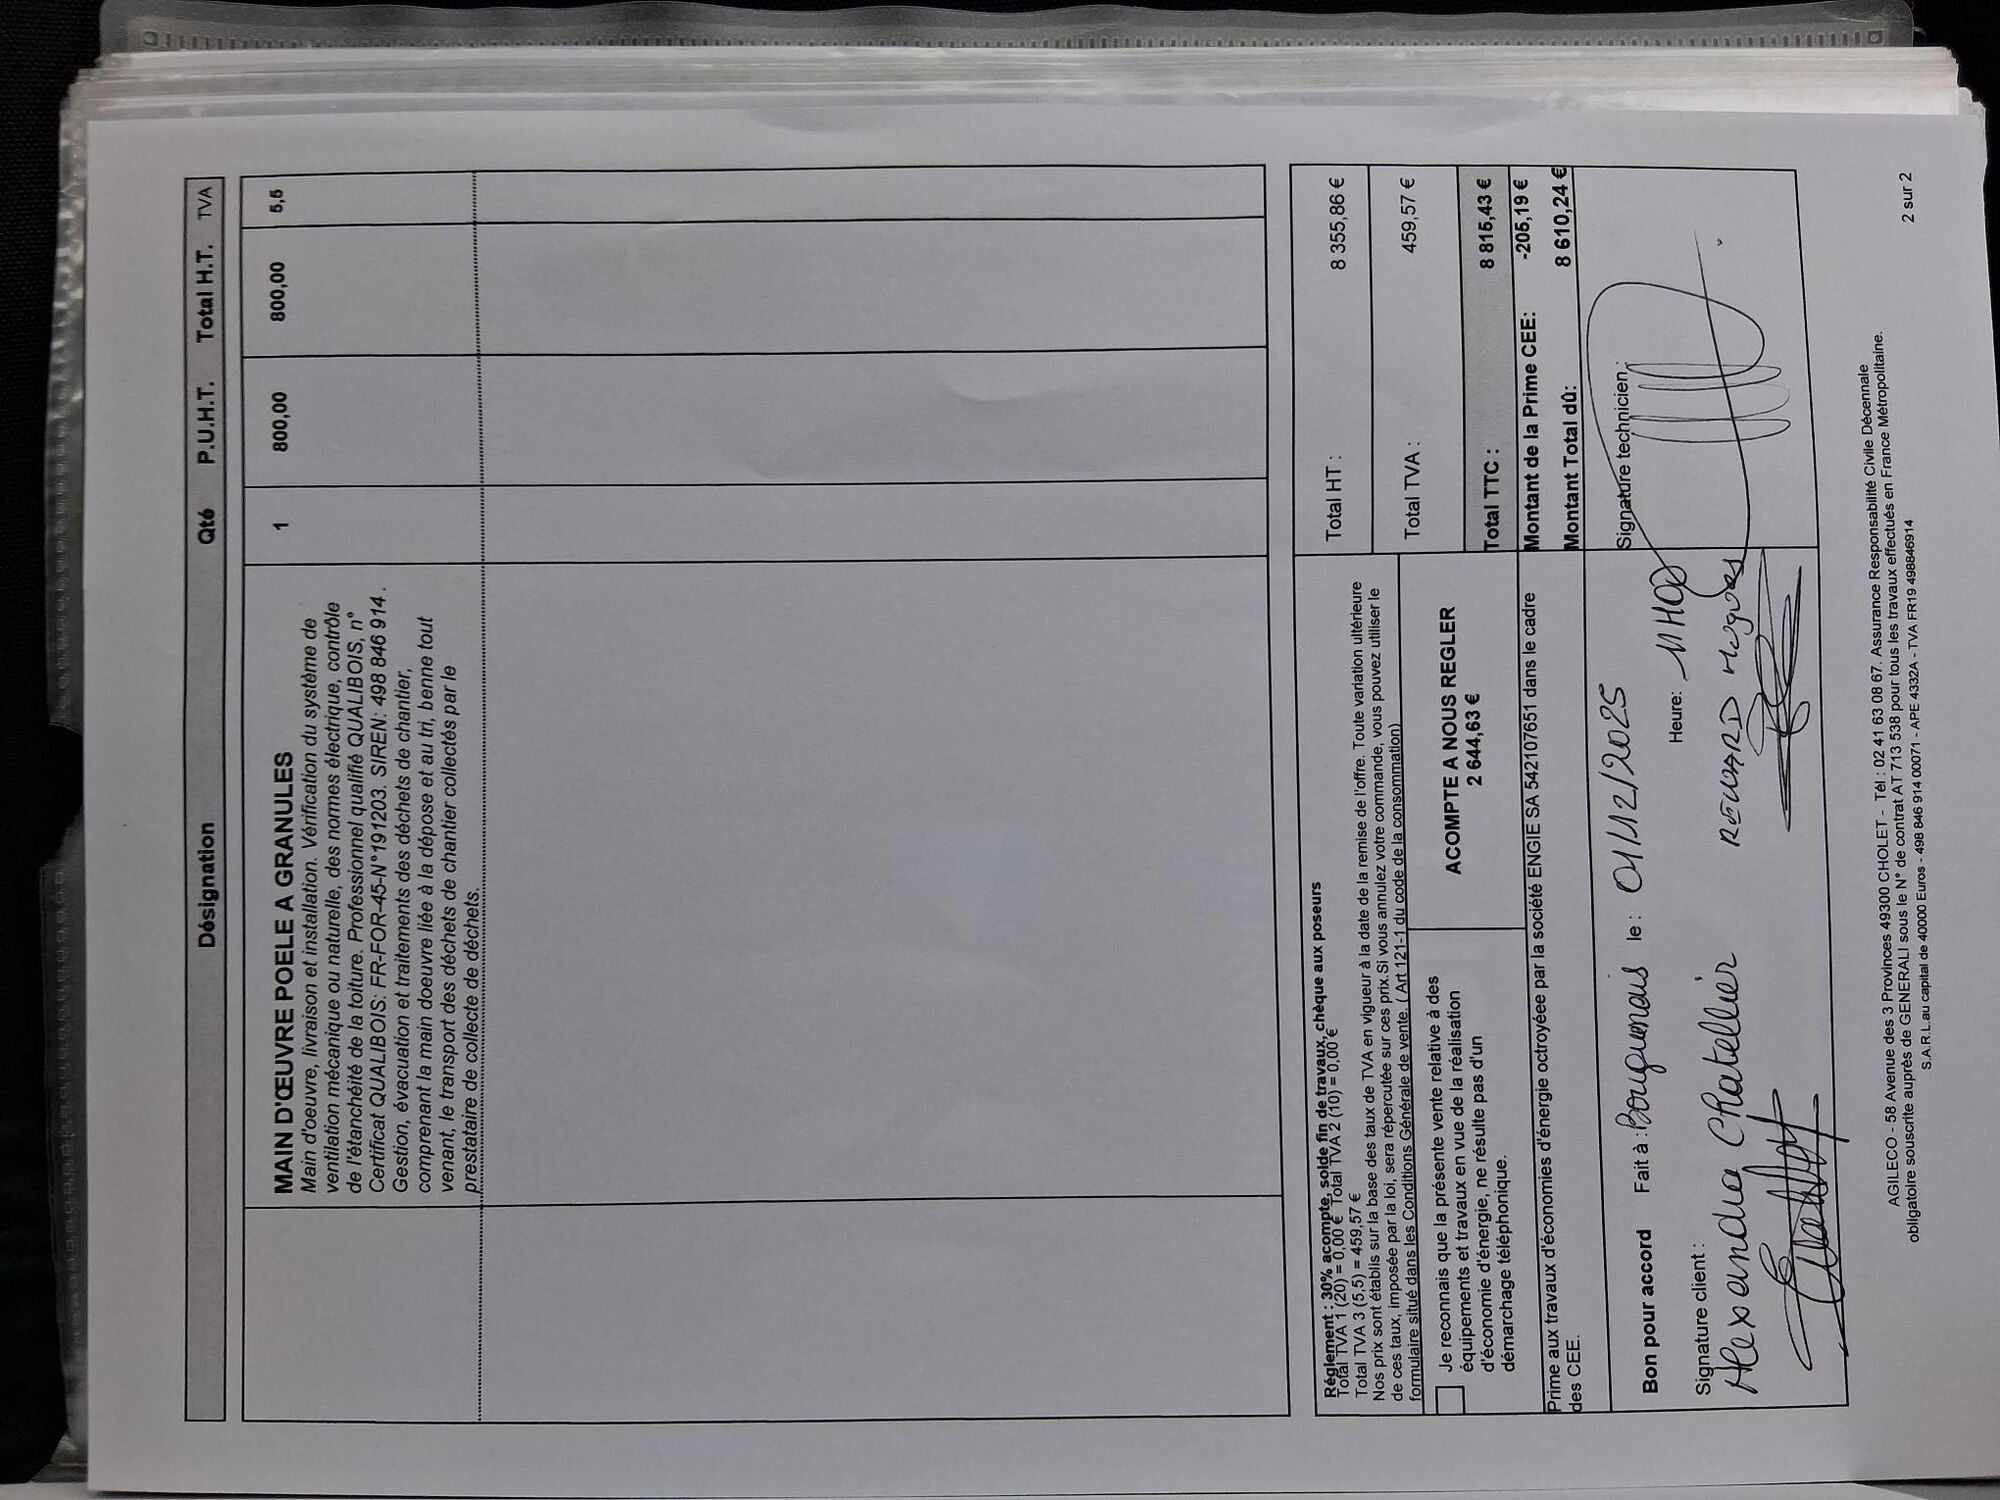 Désignation Qté P.U.H.T. Total H.T. TVA
MAIN D'ŒUVRE POELE A GRANULES 1 800,00 800,00 5,5
Main d'oeuvre, livraison et installation. Vérification du système de
ventilation mécanique ou naturelle, des normes électrique, contrôle
de l'étanchéité de la toiture. Professionnel qualifié QUALIBOIS, n°
Certificat QUALIBOIS: FR-FOR-45-N°191203. SIREN: 498 846 914 .
Gestion, évacuation et traitements des déchets de chantier,
comprenant la main doeuvre liée à la dépose et au tri, benne tout
venant, le transport des déchets de chantier collectés par le
prestataire de collecte de déchets.
Réglement : 30% acompte, solde fin de travaux, chèque aux poseurs
Total TVA 1 (20) = 0,00 € Total TVA 2 (10) = 0,00 €
Total TVA 3 (5,5) = 459,57 €
Nos prix sont établis sur la base des taux de TVA en vigueur à la date de la remise de l'offre. Toute variation ultérieure
de ces taux, imposée par la loi, sera répercutée sur ces prix.Si vous annulez votre commande, vous pouvez utiliser le
formulaire situé dans les Conditions Générale de vente. ( Art 121-1 du code de la consommation)
Total HT : 8 355,86 €
Total TVA : 459,57 €
Total TTC : 8 815,43 €
Montant de la Prime CEE: -205,19 €
Montant Total dû: 8 610,24 €
Je reconnais que la présente vente relative à des
équipements et travaux en vue de la réalisation
d'économie d'énergie, ne résulte pas d'un
démarchage téléphonique.
ACOMPTE A NOUS REGLER
2 644,63 €
Prime aux travaux d'économies d'énergie octroyéee par la société ENGIE SA 542107651 dans le cadre
des CEE.
Bon pour accord Fait à : Bouguenais le : 01/12/2025
Heure: 11H00
Signature client :
Alexandra Chatellier
Signature technicien :
AGILECO - 58 Avenue des 3 Provinces 49300 CHOLET - Tél : 02 41 63 08 67. Assurance Responsabilité Civile Décennale
obligatoire souscrite auprès de GENERALI sous le N° de contrat AT 713 538 pour tous les travaux effectués en France Métropolitaine.
S.A.R.L.au capital de 40000 Euros - 498 846 914 00071 - APE 4332A - TVA FR19 498846914
2 sur 2